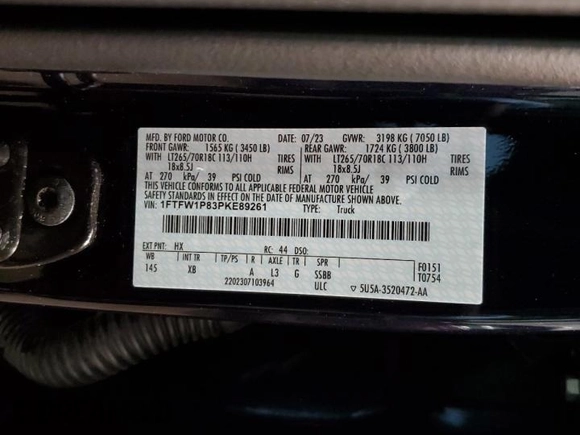 MFD. BY FORD MOTOR CO. 07/23 GVWR: 3198 KG ( 7050 LB)
FRONT GAWR: 1565 KG ( 3450 LB) REAR GAWR: 1724 KG ( 3800 LB)
WITH LT265/70R18C 113/110H TIRES WITH LT265/70R18C 113/110H TIRES
18x8.5J RIMS 18x8.5J RIMS
AT 270 kPa/ 39 PSI COLD AT 270 kPa/ 39 PSI COLD
THIS VEHICLE CONFORMS TO ALL APPLICABLE FEDERAL MOTOR VEHICLE
SAFETY STANDARDS IN EFFECT ON THE DATE OF MANUFACTURE SHOWN ABOVE.
VIN: 1FTFW1P83PKE89261 TYPE: Truck
EXT PNT: HX RC: 44 DSO:
WB INT TR TP/PS R AXLE TR SPR F0151
145 XB A L3 G SSBB T0754
2202307103964 ULC ▽ 5U5A-3520472-AA